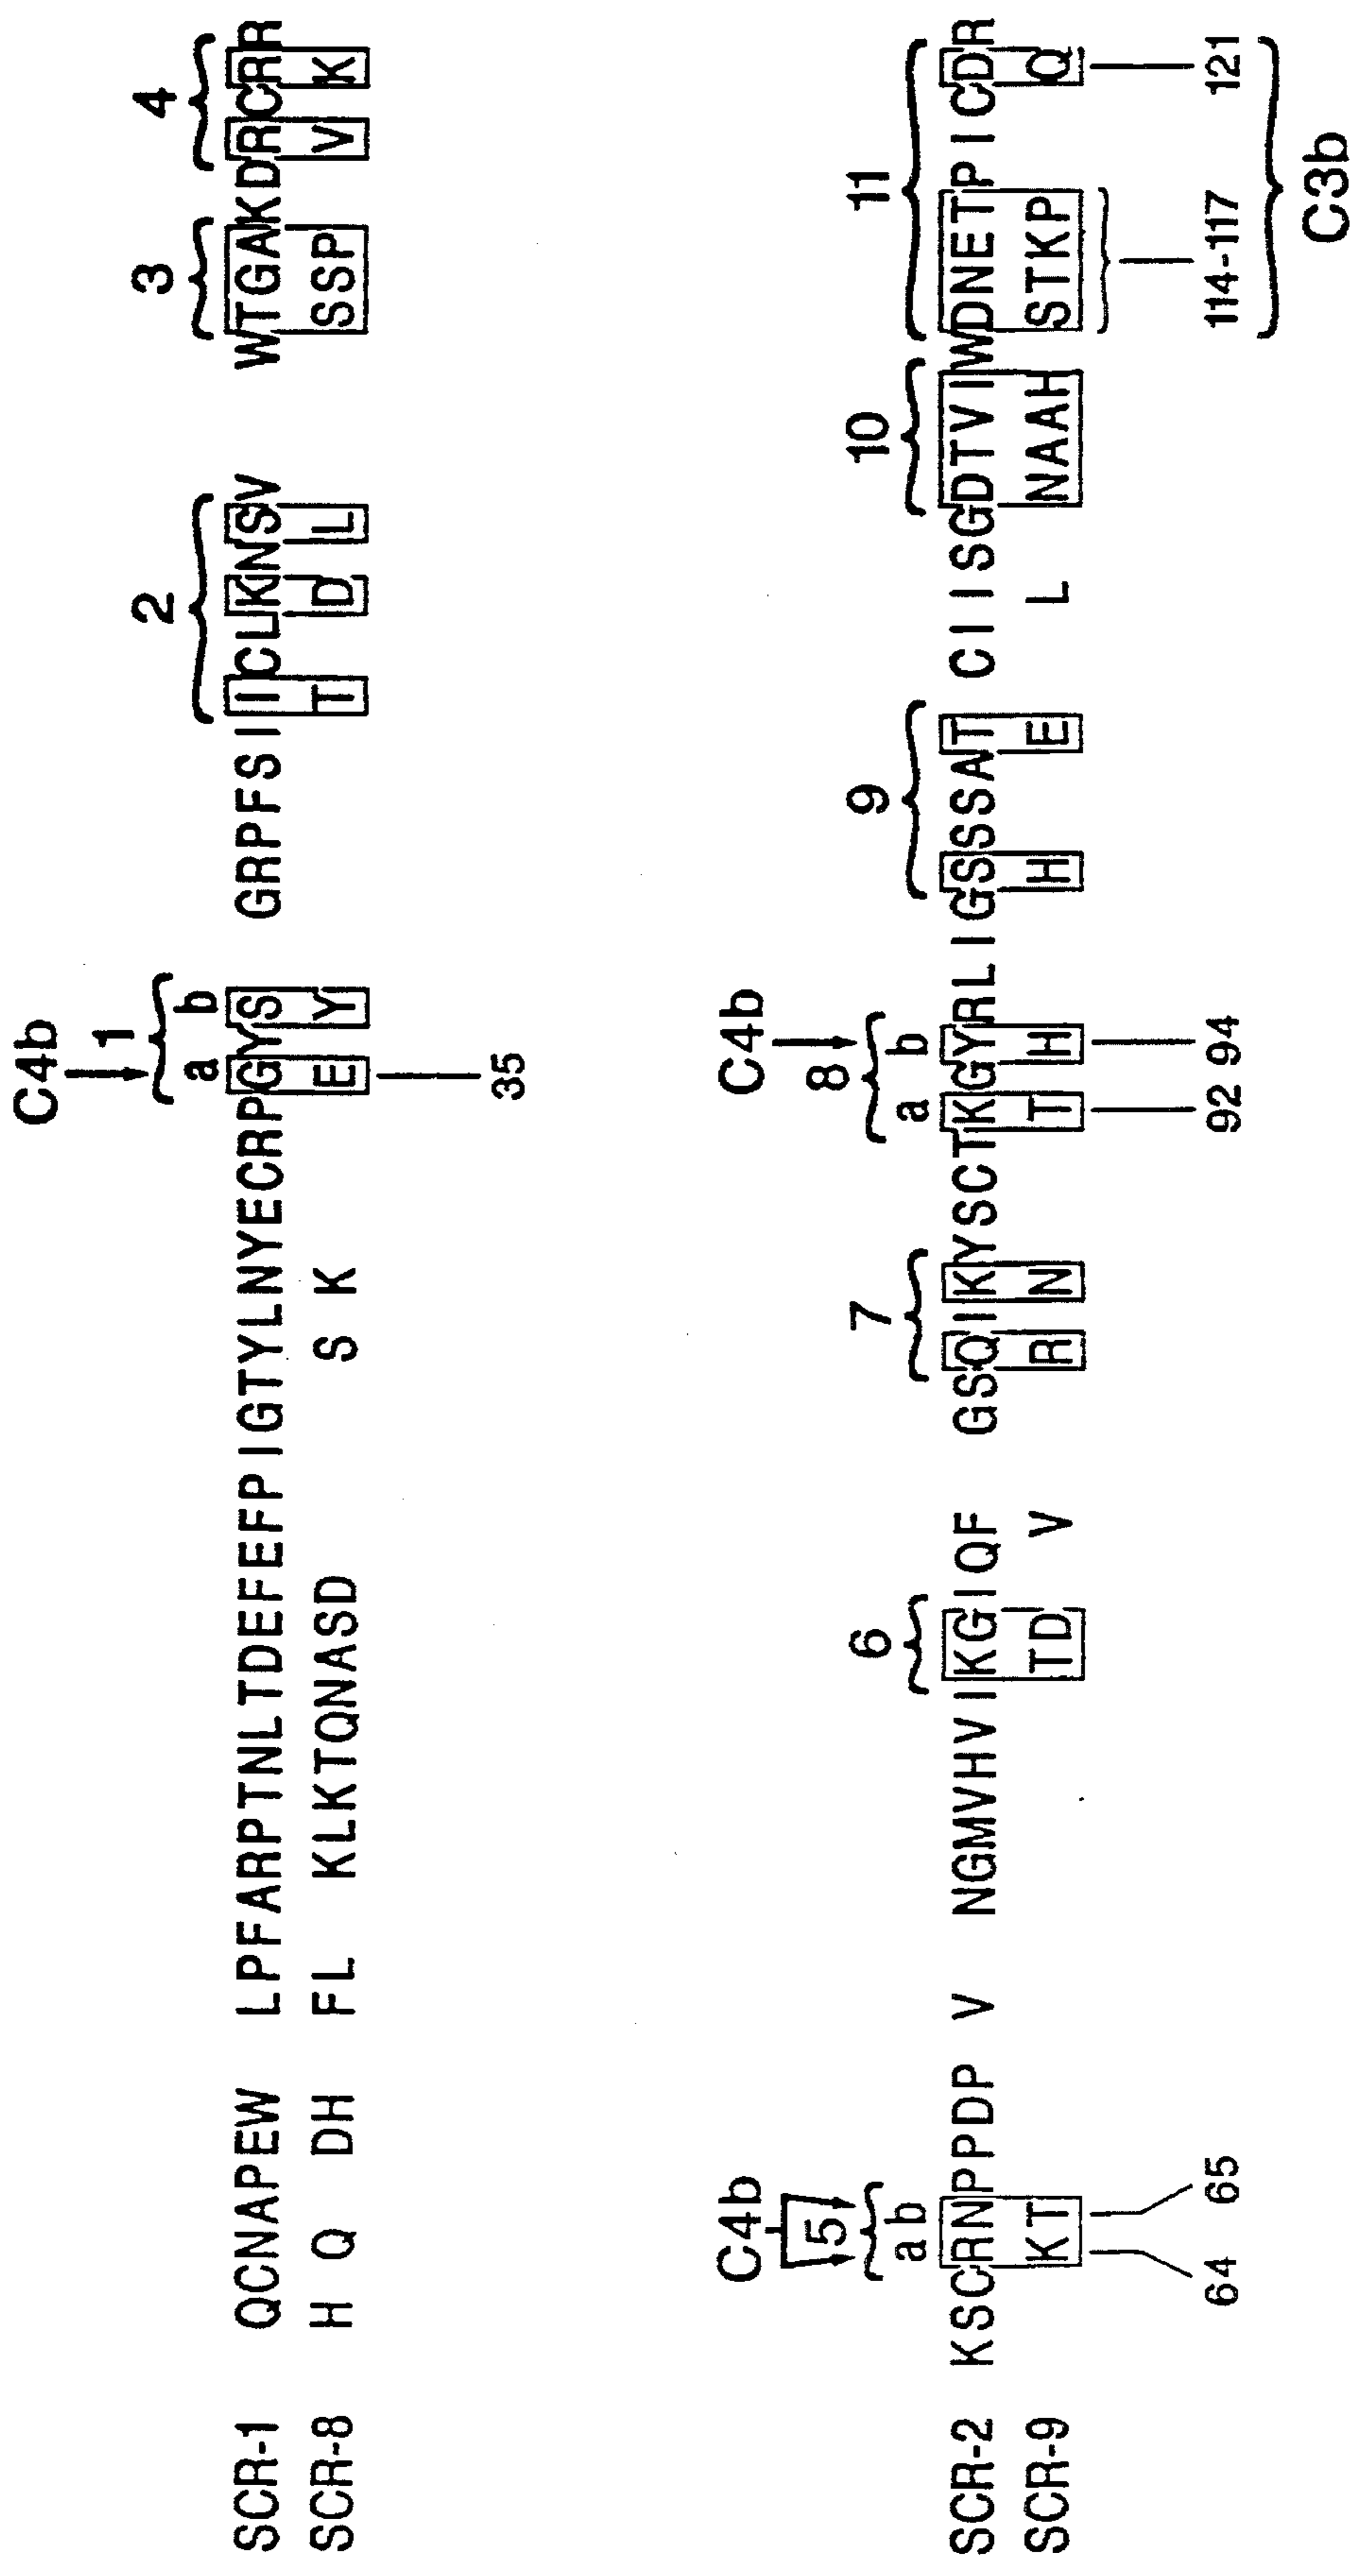 C4b
1 2 3 4
a b
SCR-1 QCNAPEW LPFARPTNLTDEFEFPIGTYLNYECRPGYS GRPFSIICLKNSV WTGAKDRCRR
SCR-8 H Q DH FL KLKTQNASD S K E Y T D L SSP V K
35
C4b C4b
5 6 7 8 9 10 11
a b a b
SCR-2 KSCRNPPDP V NGMVHVIKGIQF GSQIKYSCTKGYRLIGSSSAT CIISGDTVIWDNETPICDR
SCR-9 KT TD V R N T H H E L NAAH STKP Q
64 65 92 94 114-117 121
C3b